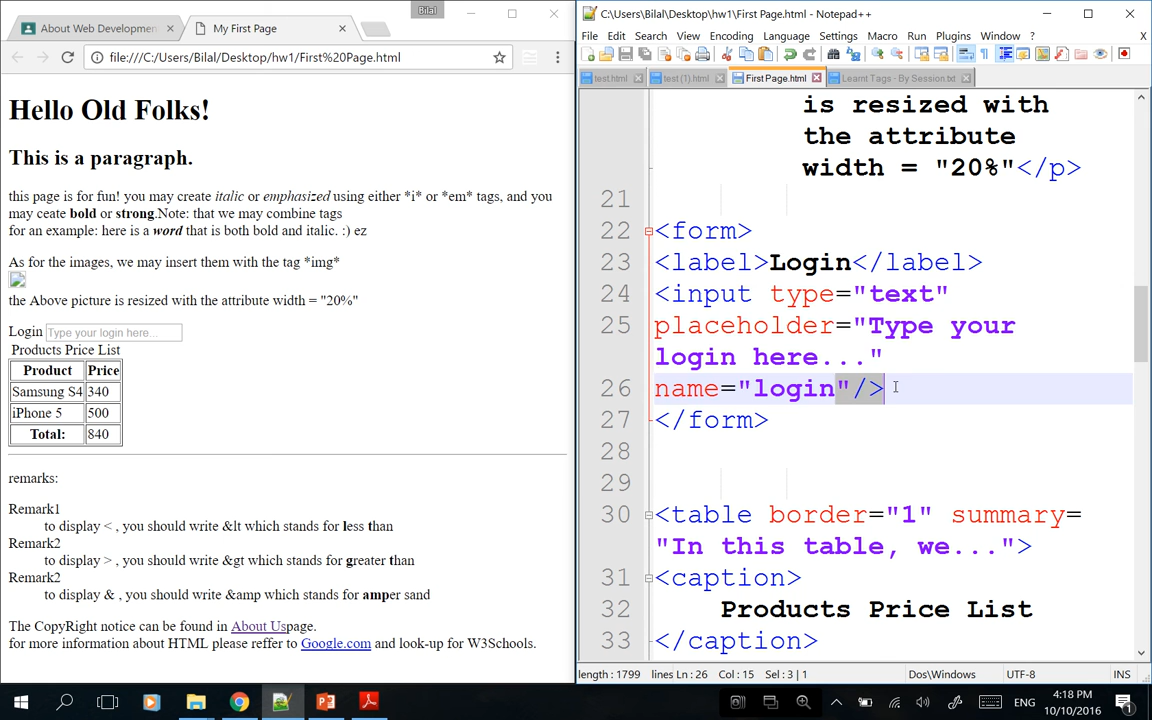 Bilal
About Web Developmen
My First Page
file:///C:/Users/Bilal/Desktop/hw1/First%20Page.html
Hello Old Folks!
This is a paragraph.
this page is for fun! you may create italic or emphasized using either *i* or *em* tags, and you
may ceate bold or strong.Note: that we may combine tags
for an example: here is a word that is both bold and italic. :) ez
As for the images, we may insert them with the tag *img*
the Above picture is resized with the attribute width = "20%"
Login Type your login here...
Products Price List
Product Price
Samsung S4 340
iPhone 5 500
Total: 840
remarks:
Remark1
to display < , you should write &lt which stands for less than
Remark2
to display > , you should write &gt which stands for greater than
Remark2
to display & , you should write &amp which stands for amper sand
The CopyRight notice can be found in About Uspage.
for more information about HTML please reffer to Google.com and look-up for W3Schools.
C:\Users\Bilal\Desktop\hw1\First Page.html - Notepad++
File Edit Search View Encoding Language Settings Macro Run Plugins Window ? X
test.html test (1).html First Page.html Learnt Tags - By Session.txt
is resized with
the attribute
width = "20%"</p>
21
22 <form>
23 <label>Login</label>
24 <input type="text"
25 placeholder="Type your
login here..."
26 name="login"/>
27 </form>
28
29
30 <table border="1" summary=
"In this table, we...">
31 <caption>
32 Products Price List
33 </caption>
length : 1799 lines Ln : 26 Col : 15 Sel : 3 | 1 Dos\Windows UTF-8 INS
ENG
4:18 PM
10/10/2016
1